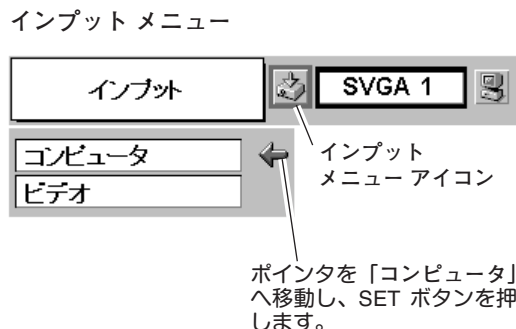 インプット メニュー
インプット
SVGA 1
コンピュータ
ビデオ
インプット
メニュー アイコン
ポインタを「コンピュータ」
へ移動し、SET ボタンを押
します。